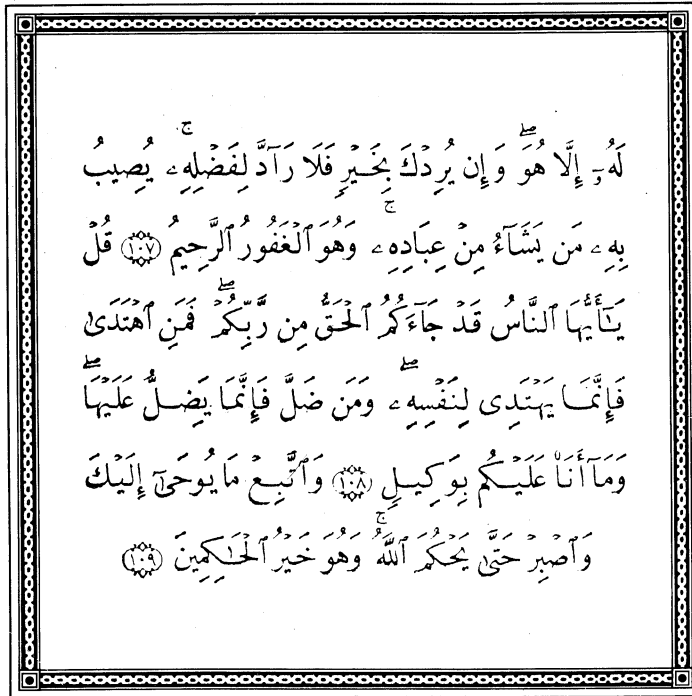 لَهُۥٓ إِلَّا هُوَۖ وَإِن يُرِدْكَ بِخَيْرٍ فَلَا رَآدَّ لِفَضْلِهِۦۚ يُصِيبُ
بِهِۦ مَن يَشَآءُ مِنْ عِبَادِهِۦۚ وَهُوَ ٱلْغَفُورُ ٱلرَّحِيمُ ١٠٧ قُلْ
يَٰٓأَيُّهَا ٱلنَّاسُ قَدْ جَآءَكُمُ ٱلْحَقُّ مِن رَّبِّكُمْۖ فَمَنِ ٱهْتَدَىٰ
فَإِنَّمَا يَهْتَدِى لِنَفْسِهِۦۖ وَمَن ضَلَّ فَإِنَّمَا يَضِلُّ عَلَيْهَاۖ
وَمَآ أَنَا۠ عَلَيْكُم بِوَكِيلٍ ١٠٨ وَٱتَّبِعْ مَا يُوحَىٰٓ إِلَيْكَ
وَٱصْبِرْ حَتَّىٰ يَحْكُمَ ٱللَّهُۚ وَهُوَ خَيْرُ ٱلْحَٰكِمِينَ ١٠٩